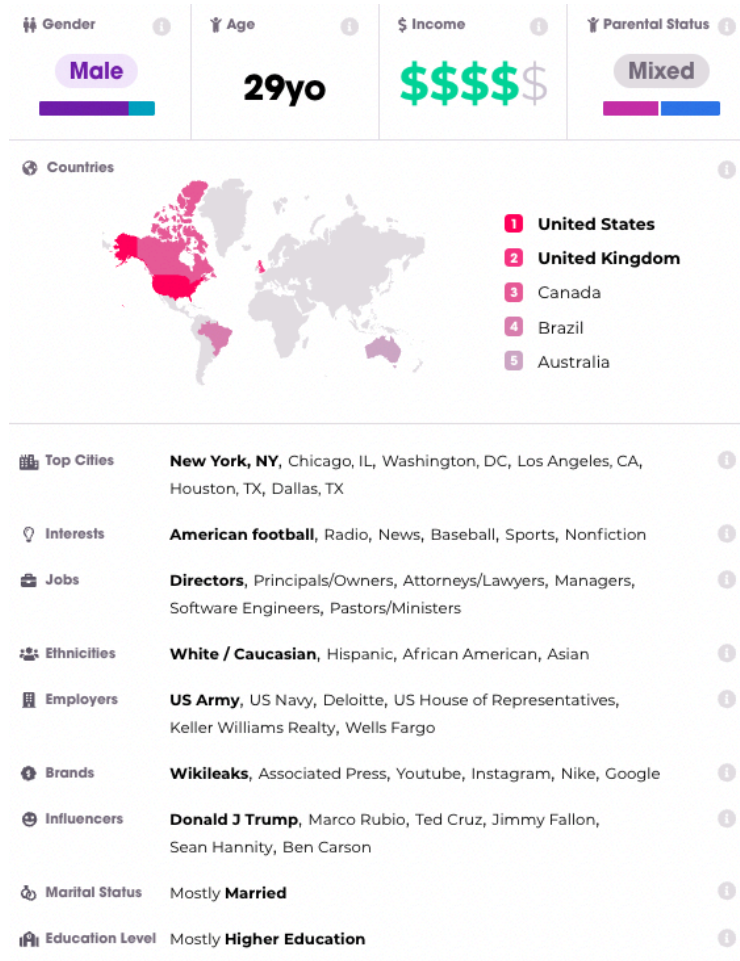 Gender
Age
$ Income
Parental Status
Male
29yo
$$$$$
Mixed
Countries
1 United States
2 United Kingdom
3 Canada
4 Brazil
5 Australia
Top Cities New York, NY, Chicago, IL, Washington, DC, Los Angeles, CA,
Houston, TX, Dallas, TX
Interests American football, Radio, News, Baseball, Sports, Nonfiction
Jobs Directors, Principals/Owners, Attorneys/Lawyers, Managers,
Software Engineers, Pastors/Ministers
Ethnicities White / Caucasian, Hispanic, African American, Asian
Employers US Army, US Navy, Deloitte, US House of Representatives,
Keller Williams Realty, Wells Fargo
Brands Wikileaks, Associated Press, Youtube, Instagram, Nike, Google
Influencers Donald J Trump, Marco Rubio, Ted Cruz, Jimmy Fallon,
Sean Hannity, Ben Carson
Marital Status Mostly Married
Education Level Mostly Higher Education